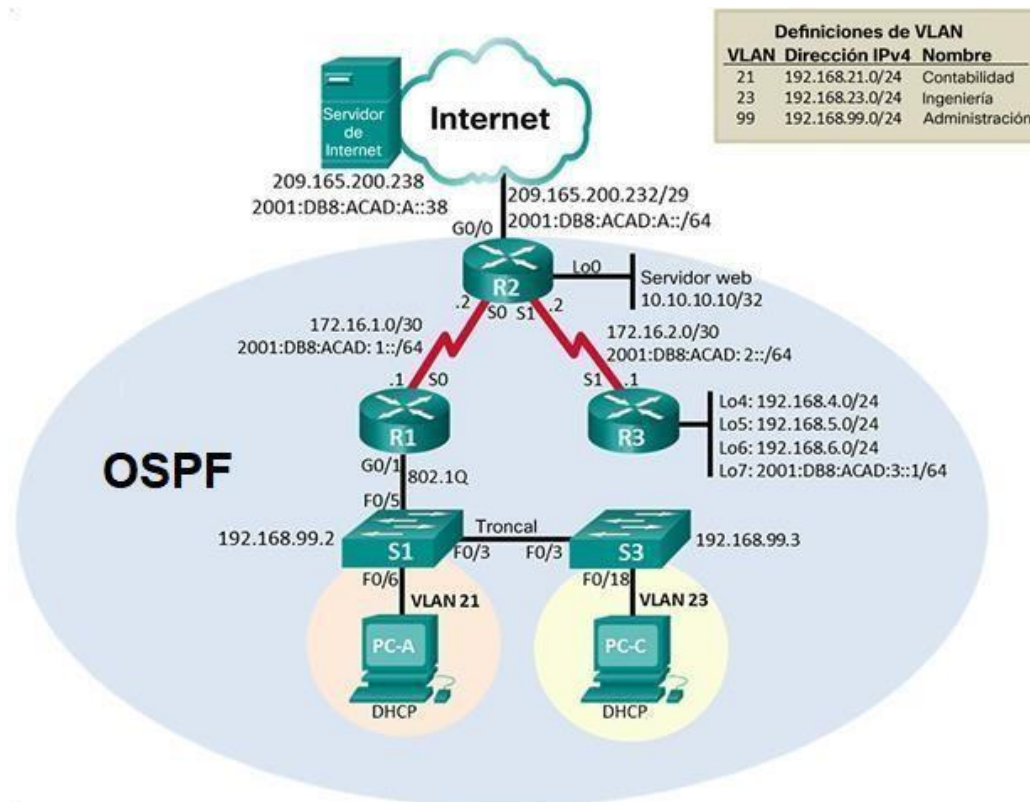 Definiciones de VLAN
VLAN Dirección IPv4 Nombre
21 192.168.21.0/24 Contabilidad
23 192.168.23.0/24 Ingeniería
99 192.168.99.0/24 Administración
Servidor
de
Internet
Internet
209.165.200.238
2001:DB8:ACAD:A::38
209.165.200.232/29
2001:DB8:ACAD:A::/64
G0/0
R2
Lo0
Servidor web
10.10.10.10/32
.2
S0
S1
.2
172.16.1.0/30
2001:DB8:ACAD: 1::/64
172.16.2.0/30
2001:DB8:ACAD: 2::/64
.1
S0
S1
.1
R1
R3
Lo4: 192.168.4.0/24
Lo5: 192.168.5.0/24
Lo6: 192.168.6.0/24
Lo7: 2001:DB8:ACAD:3::1/64
OSPF
G0/1
802.1Q
F0/5
192.168.99.2
S1
Troncal
F0/3
F0/3
S3
192.168.99.3
F0/6
VLAN 21
F0/18
VLAN 23
PC-A
PC-C
DHCP
DHCP